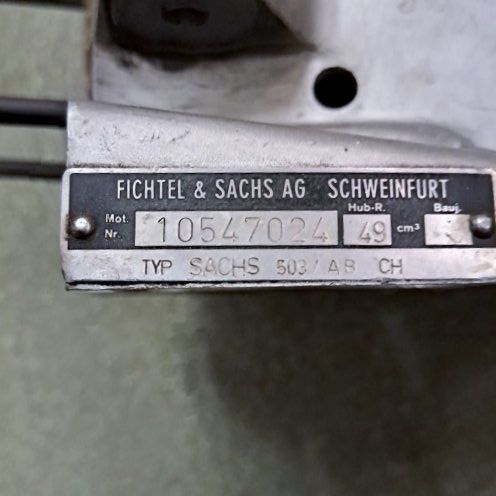 FICHTEL & SACHS AG SCHWEINFURT
Mot. Nr. 10547024 Hub-R. 49 cm³ Bauj.
TYP SACHS 503/AB CH